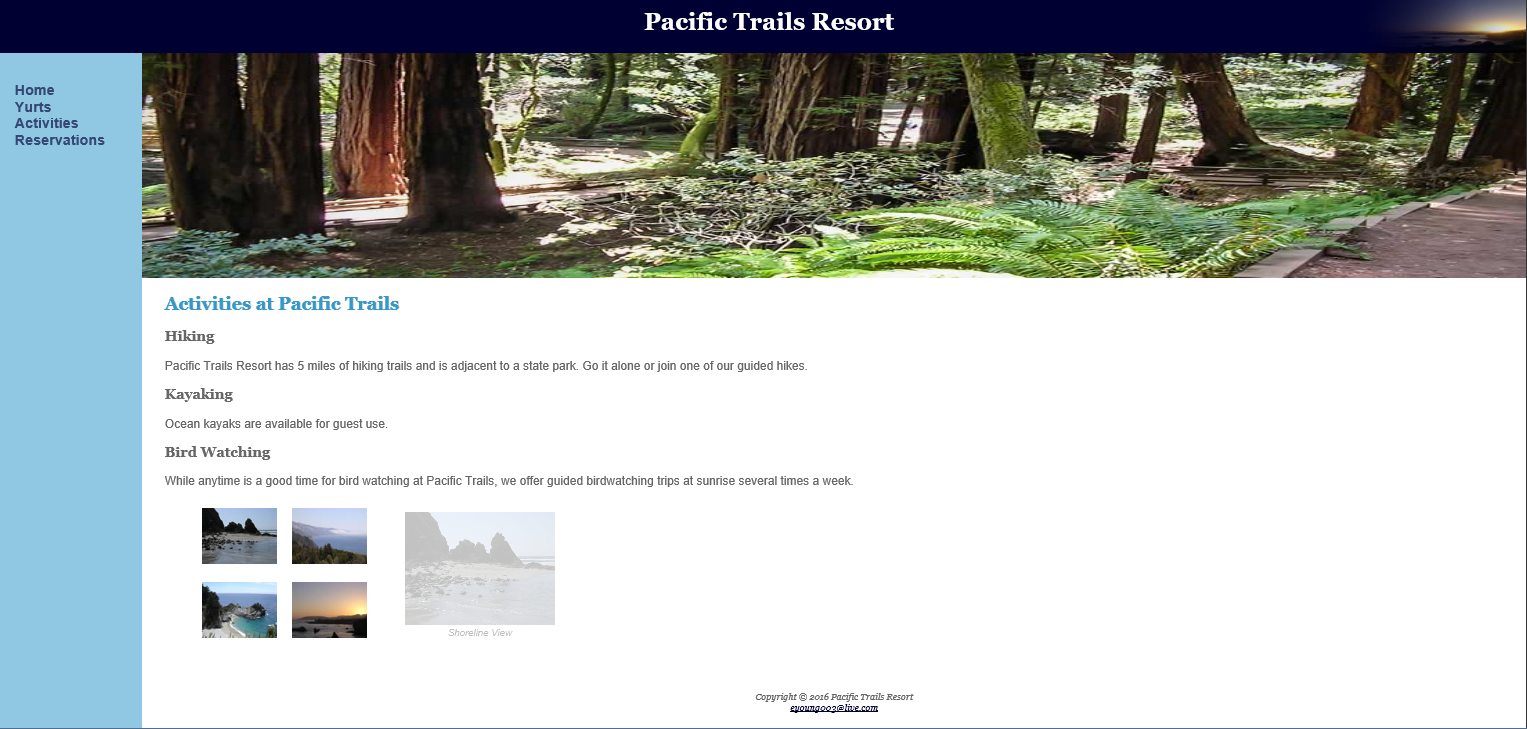 Pacific Trails Resort
Home
Yurts
Activities
Reservations
Activities at Pacific Trails
Hiking
Pacific Trails Resort has 5 miles of hiking trails and is adjacent to a state park. Go it alone or join one of our guided hikes.
Kayaking
Ocean kayaks are available for guest use.
Bird Watching
While anytime is a good time for bird watching at Pacific Trails, we offer guided birdwatching trips at sunrise several times a week.
Shoreline View
Copyright © 2016 Pacific Trails Resort
eyoung003@live.com